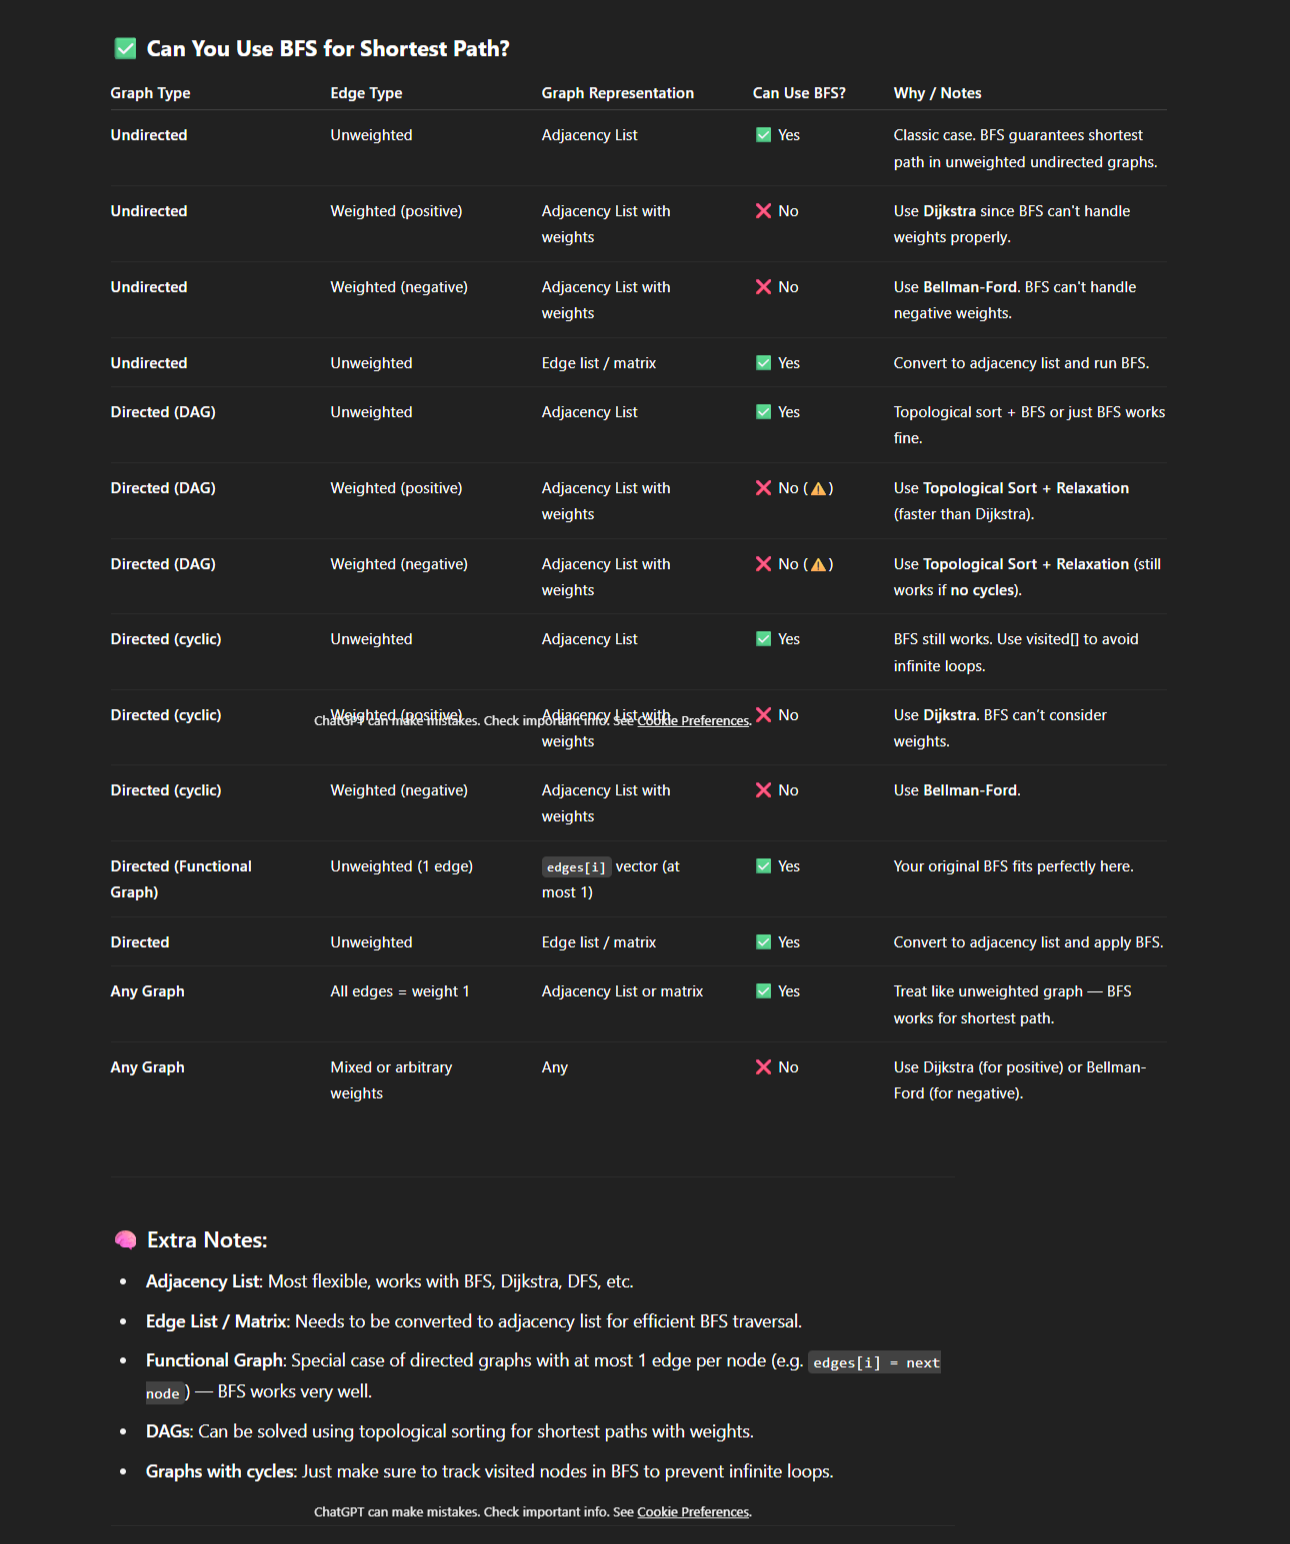 ✅ Can You Use BFS for Shortest Path?
Graph Type Edge Type Graph Representation Can Use BFS? Why / Notes
Undirected Unweighted Adjacency List ✅ Yes Classic case. BFS guarantees shortest
path in unweighted undirected graphs.
Undirected Weighted (positive) Adjacency List with ❌ No Use Dijkstra since BFS can't handle
weights weights properly.
Undirected Weighted (negative) Adjacency List with ❌ No Use Bellman-Ford. BFS can't handle
weights negative weights.
Undirected Unweighted Edge list / matrix ✅ Yes Convert to adjacency list and run BFS.
Directed (DAG) Unweighted Adjacency List ✅ Yes Topological sort + BFS or just BFS works
fine.
Directed (DAG) Weighted (positive) Adjacency List with ❌ No (⚠️) Use Topological Sort + Relaxation
weights (faster than Dijkstra).
Directed (DAG) Weighted (negative) Adjacency List with ❌ No (⚠️) Use Topological Sort + Relaxation (still
weights works if no cycles).
Directed (cyclic) Unweighted Adjacency List ✅ Yes BFS still works. Use visited[] to avoid
infinite loops.
Directed (cyclic) Weighted (positive) Adjacency List with ❌ No Use Dijkstra. BFS can't consider
ChatGPT can make mistakes. Check important info. See Cookie Preferences.
weights weights.
Directed (cyclic) Weighted (negative) Adjacency List with ❌ No Use Bellman-Ford.
weights
Directed (Functional Unweighted (1 edge) edges[i] vector (at ✅ Yes Your original BFS fits perfectly here.
Graph) most 1)
Directed Unweighted Edge list / matrix ✅ Yes Convert to adjacency list and apply BFS.
Any Graph All edges = weight 1 Adjacency List or matrix ✅ Yes Treat like unweighted graph — BFS
works for shortest path.
Any Graph Mixed or arbitrary Any ❌ No Use Dijkstra (for positive) or Bellman-
weights Ford (for negative).
🧠 Extra Notes:
• Adjacency List: Most flexible, works with BFS, Dijkstra, DFS, etc.
• Edge List / Matrix: Needs to be converted to adjacency list for efficient BFS traversal.
• Functional Graph: Special case of directed graphs with at most 1 edge per node (e.g. edges[i] = next
node) — BFS works very well.
• DAGs: Can be solved using topological sorting for shortest paths with weights.
• Graphs with cycles: Just make sure to track visited nodes in BFS to prevent infinite loops.
ChatGPT can make mistakes. Check important info. See Cookie Preferences.